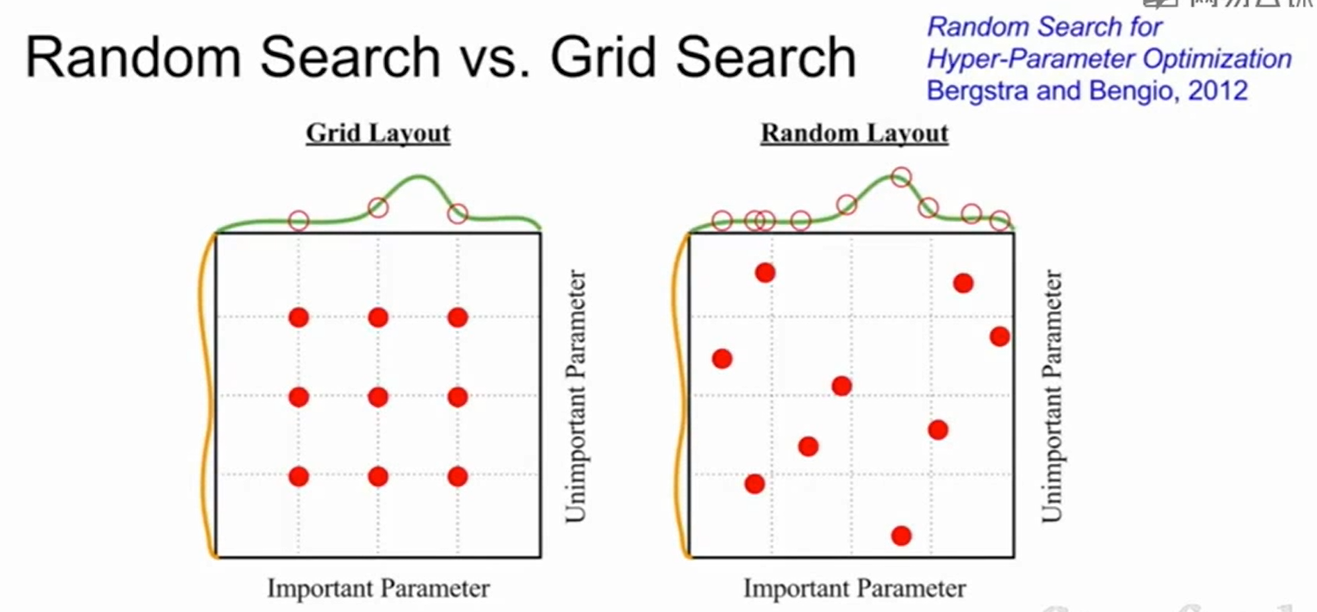 Random Search vs. Grid Search
Random Search for
Hyper-Parameter Optimization
Bergstra and Bengio, 2012
Grid Layout
Random Layout
Unimportant Parameter
Unimportant Parameter
Important Parameter
Important Parameter